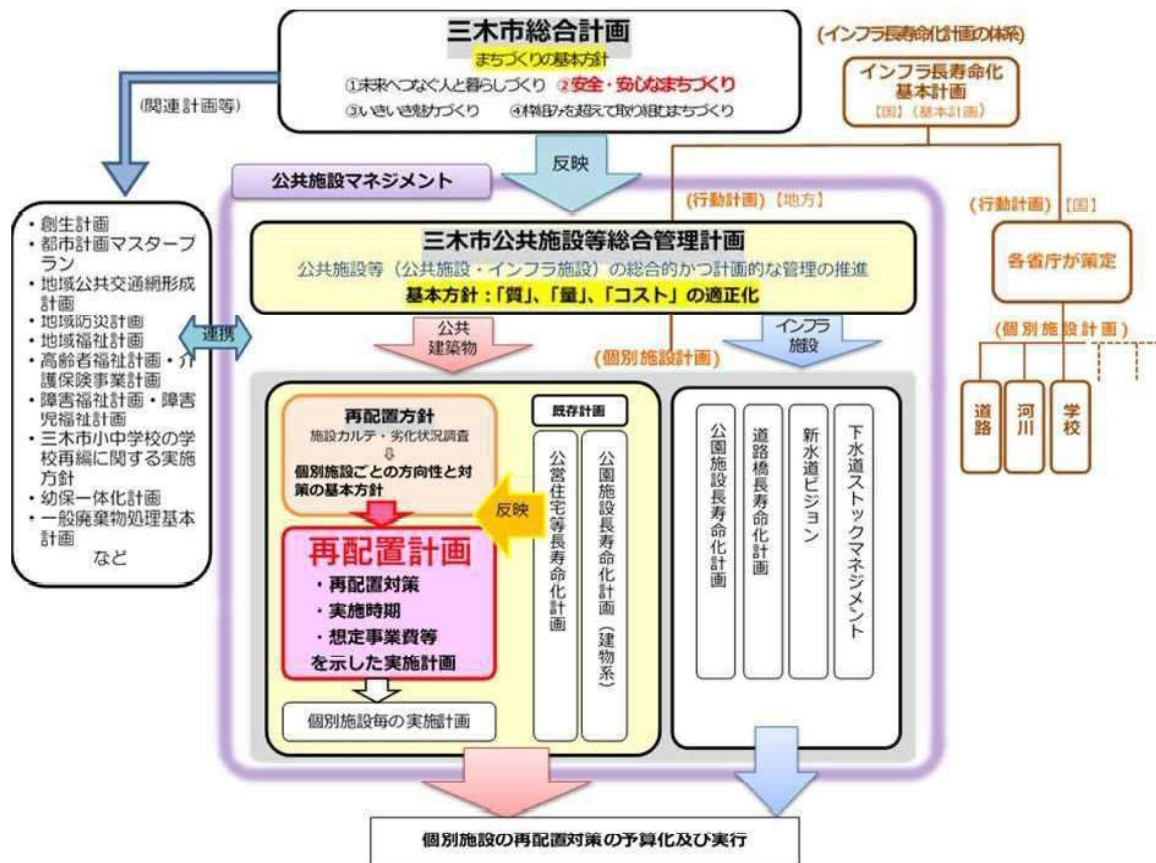 三木市総合計画
まちづくりの基本方針
①未来へつなぐ人と暮らしづくり ②安全・安心なまちづくり
③いきいき魅力づくり ④枠組みを超えて取り組むまちづくり
(関連計画等)
反映
(インフラ長寿命化計画の体系)
インフラ長寿命化
基本計画
【国】(基本計画)
公共施設マネジメント
(行動計画)【地方】
(行動計画)【国】
三木市公共施設等総合管理計画
公共施設等（公共施設・インフラ施設）の総合的かつ計画的な管理の推進
基本方針：「質」、「量」、「コスト」の適正化
各省庁が策定
(個別施設計画)
道路
河川
学校
・創生計画
・都市計画マスタープ
ラン
・地域公共交通網形成
計画
・地域防災計画
・地域福祉計画
・高齢者福祉計画・介
護保険事業計画
・障害福祉計画・障害
児福祉計画
・三木市小中学校の学
校再編に関する実施
方針
・幼保一体化計画
・一般廃棄物処理基本
計画
など
連携
公共
建築物
(個別施設計画)
インフラ
施設
再配置方針
施設カルテ・劣化状況調査
⇩
個別施設ごとの方向性と対
策の基本方針
反映
再配置計画
・再配置対策
・実施時期
・想定事業費等
を示した実施計画
個別施設毎の実施計画
既存計画
公営住宅等長寿命化計画
公園施設長寿命化計画（建物系）
公園施設長寿命化計画
道路橋長寿命化計画
新水道ビジョン
下水道ストックマネジメント
個別施設の再配置対策の予算化及び実行